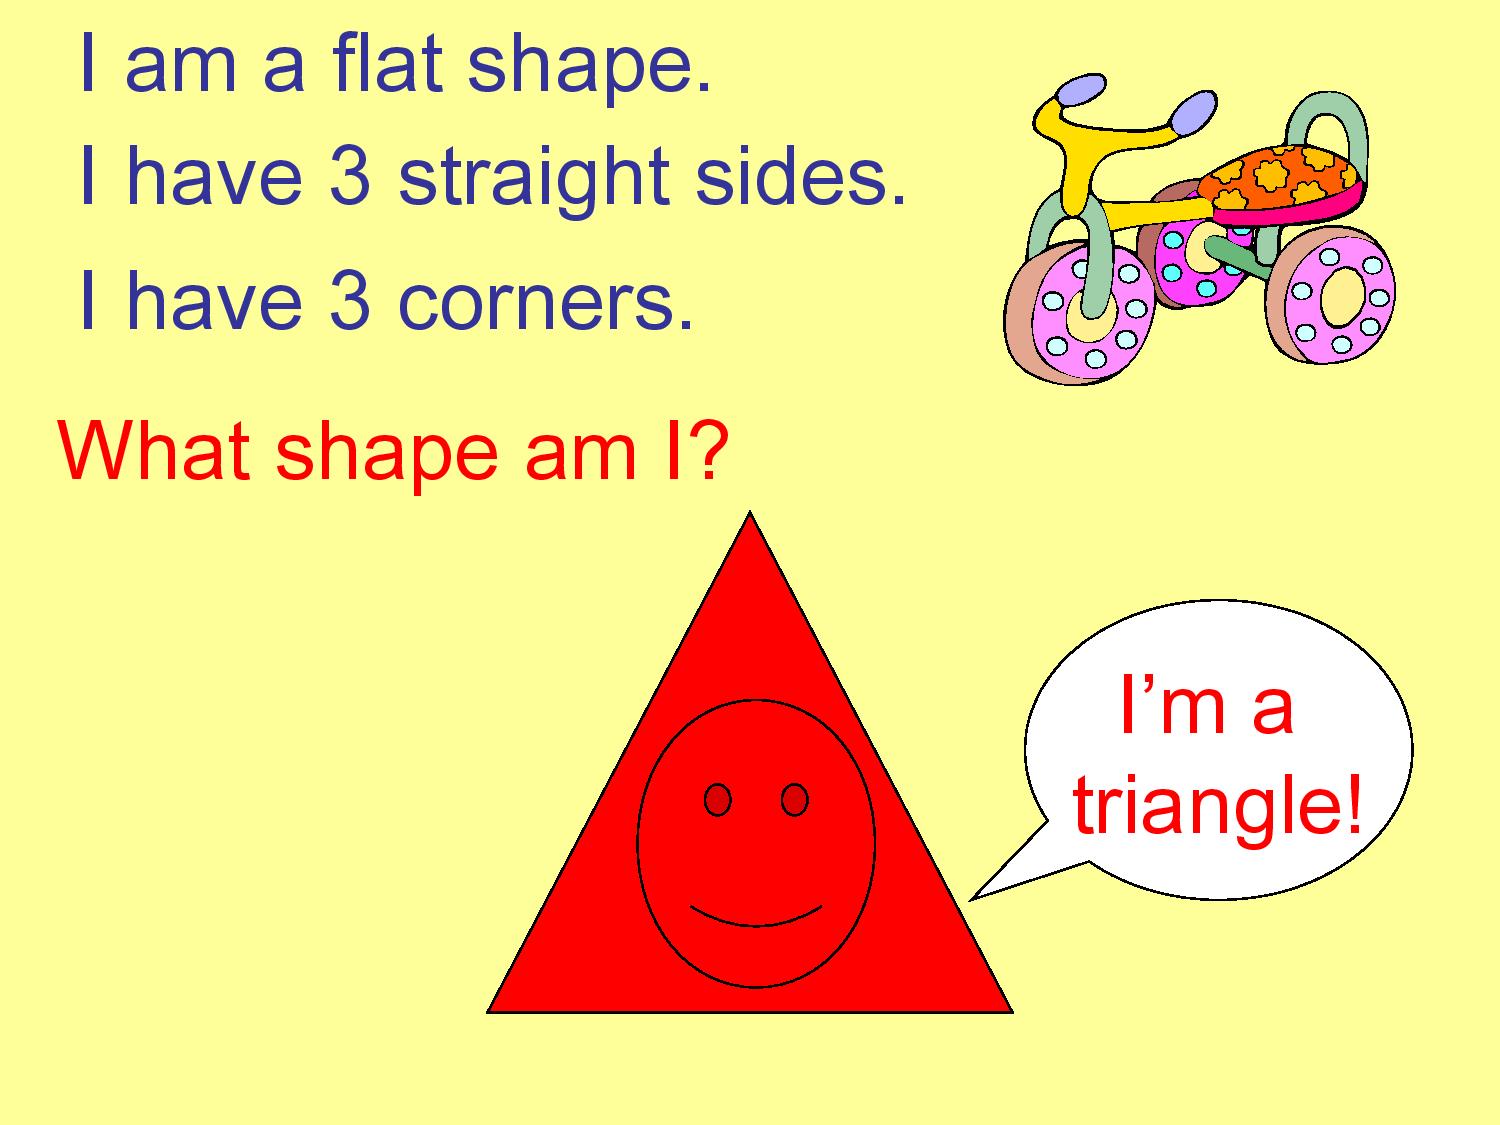 I am a flat shape.
I have 3 straight sides.
I have 3 corners.
What shape am I?
I’m a
triangle!